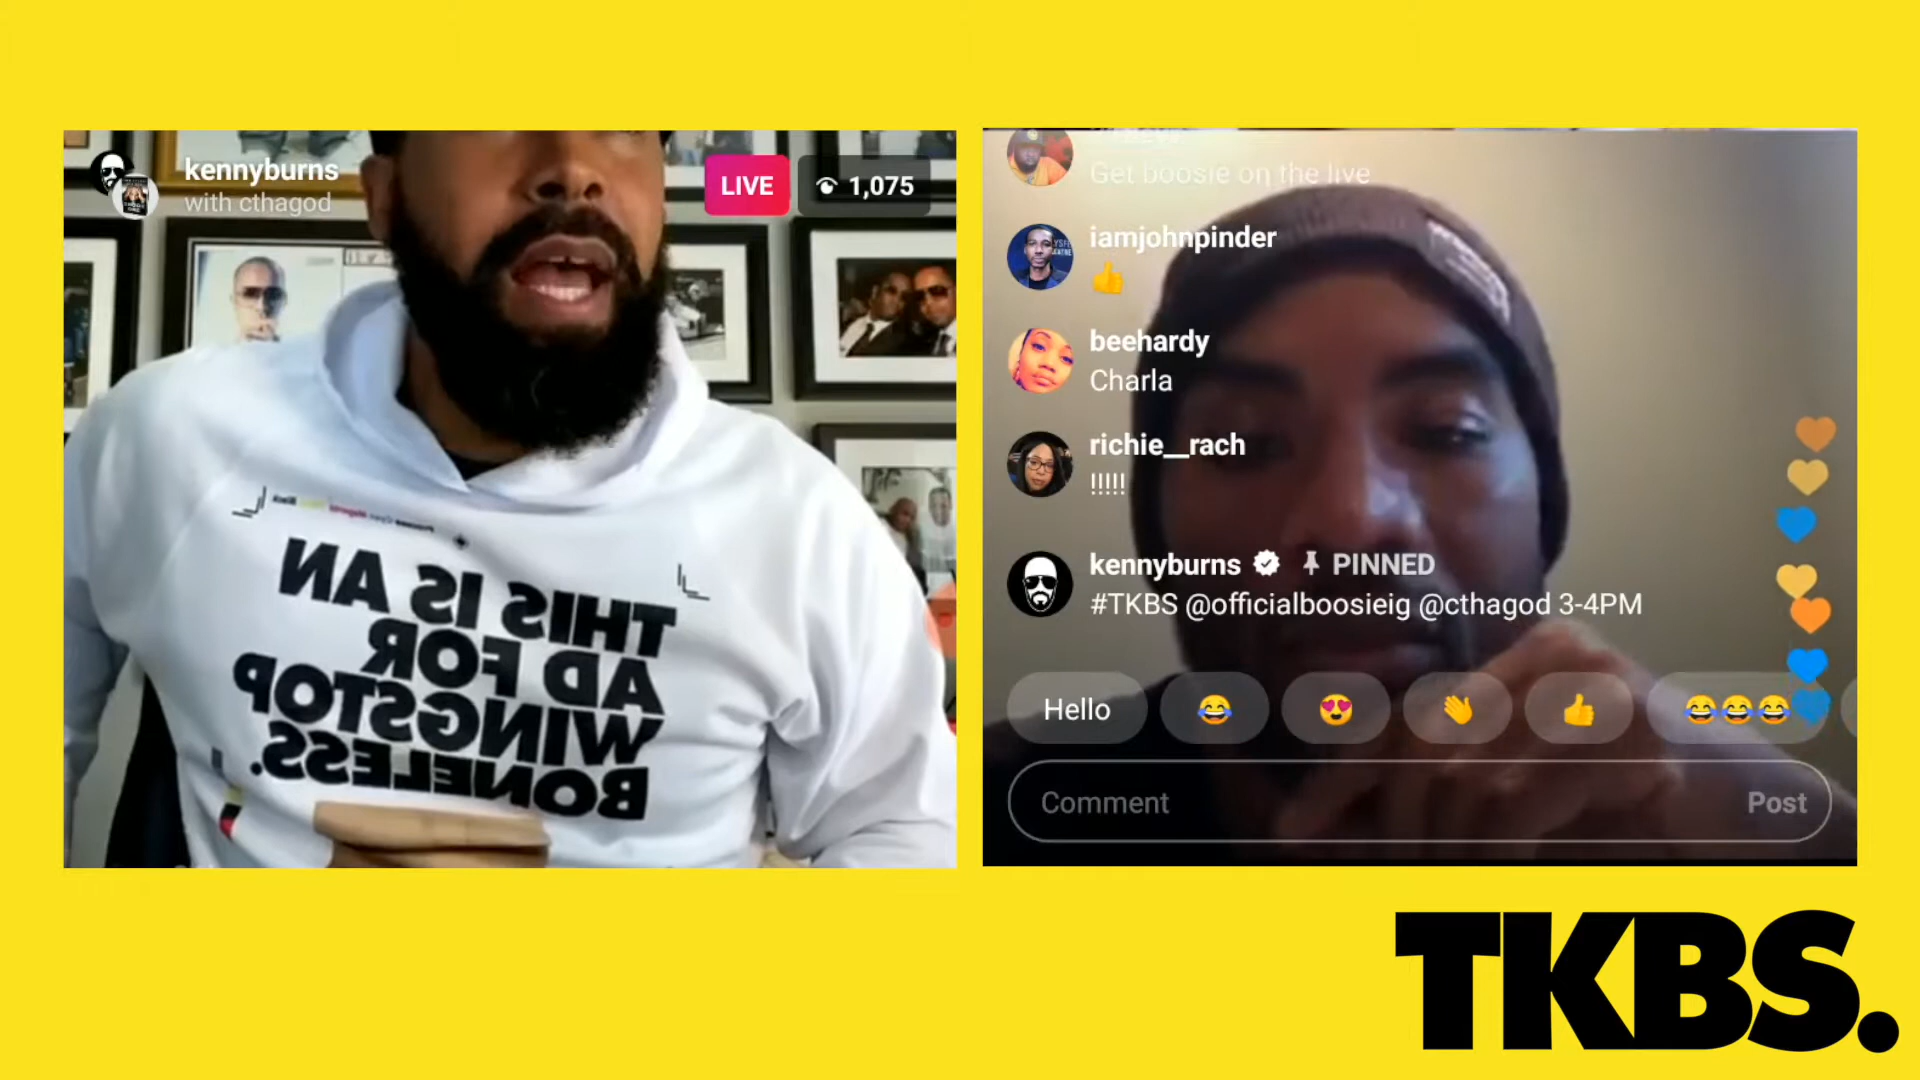 kennyburns
with cthagod
LIVE
1,075
THIS IS AN
AD FOR
WINGSTOP
BONELESS.
Get boosie on the live
iamjohnpinder
👍
beehardy
Charla
richie__rach
!!!!!
kennyburns PINNED
#TKBS @officialboosieig @cthagod 3-4PM
Hello 😂 😍 👋 👍 😂😂😂
Comment Post
TKBS.